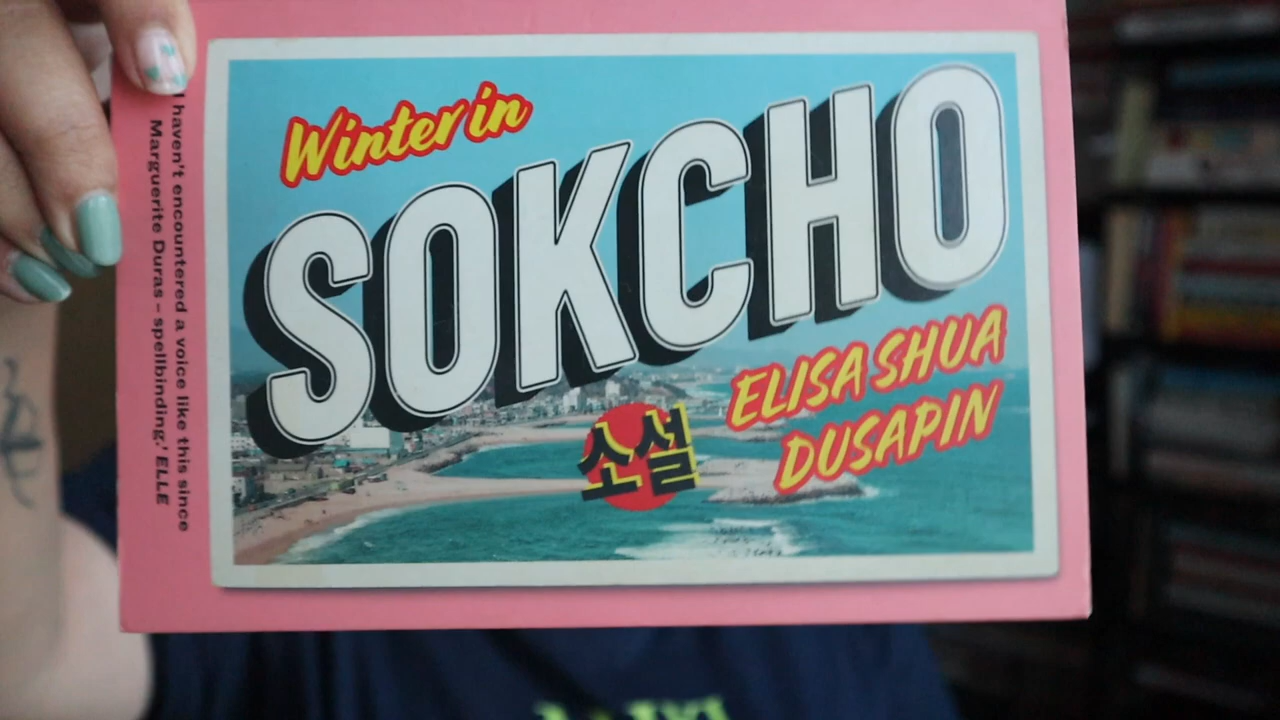 Winter in
SOKCHO
ELISA SHUA
DUSAPIN
소설
I haven't encountered a voice like this since
Marguerite Duras – spellbinding.' ELLE